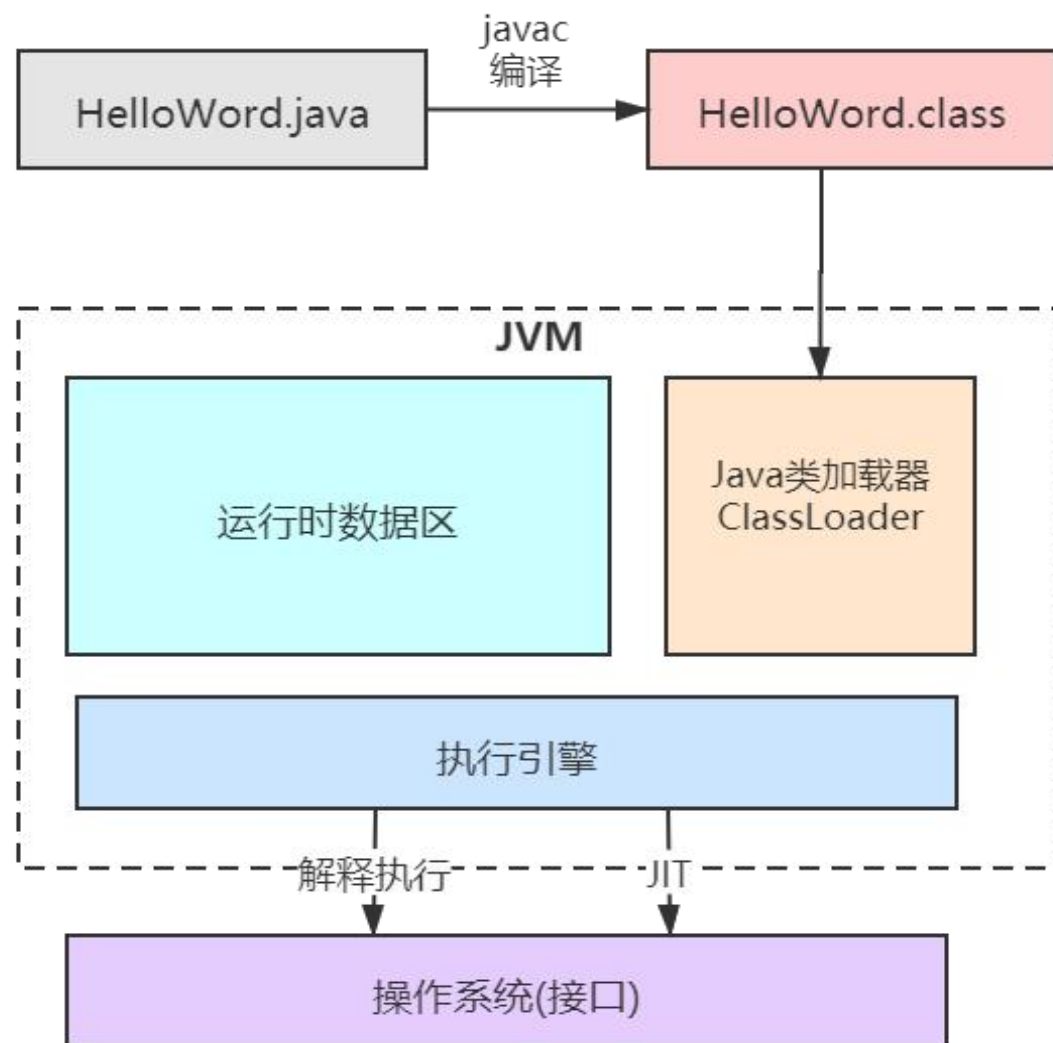 javac
编译
HelloWord.java
HelloWord.class
JVM
运行时数据区
Java类加载器
ClassLoader
执行引擎
解释执行
JIT
操作系统(接口)